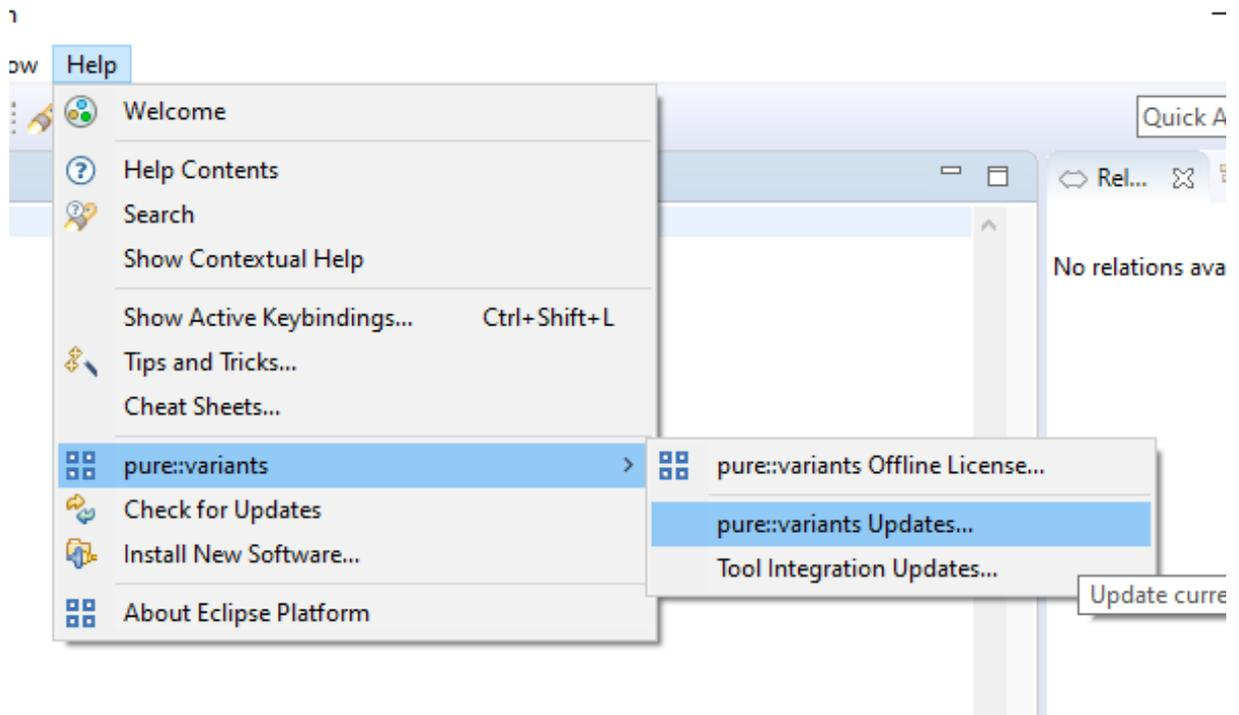 ow Help
Welcome
Quick A
Help Contents
Rel...
Search
Show Contextual Help
No relations ava
Show Active Keybindings... Ctrl+Shift+L
Tips and Tricks...
Cheat Sheets...
pure::variants
pure::variants Offline License...
Check for Updates
pure::variants Updates...
Install New Software...
Tool Integration Updates...
Update curre
About Eclipse Platform